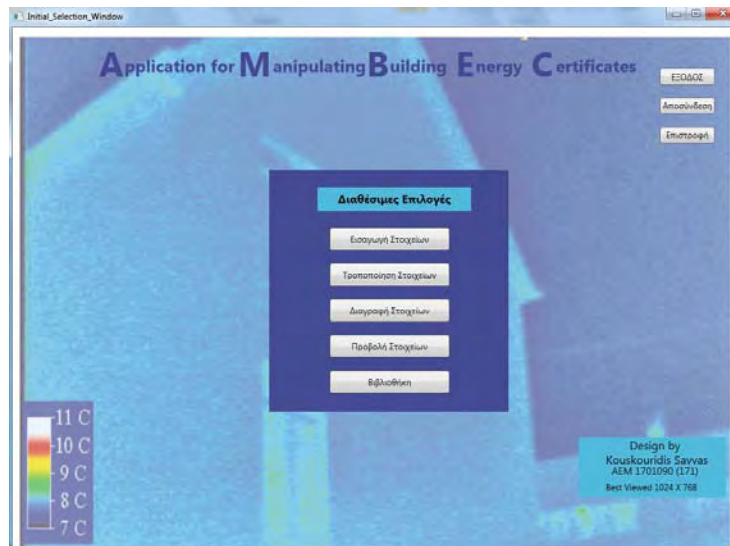 Initial_Selection_Window
Application for Manipulating Building Energy Certificates
ΕΞΟΔΟΣ
Αποσύνδεση
Επιστροφή
Διαθέσιμες Επιλογές
Εισαγωγή Στοιχείων
Τροποποίηση Στοιχείων
Διαγραφή Στοιχείων
Προβολή Στοιχείων
Βιβλιοθήκη
11 C
10 C
9 C
8 C
7 C
Design by
Kouskouridis Savvas
AEM 1701090 (171)
Best Viewed 1024 X 768